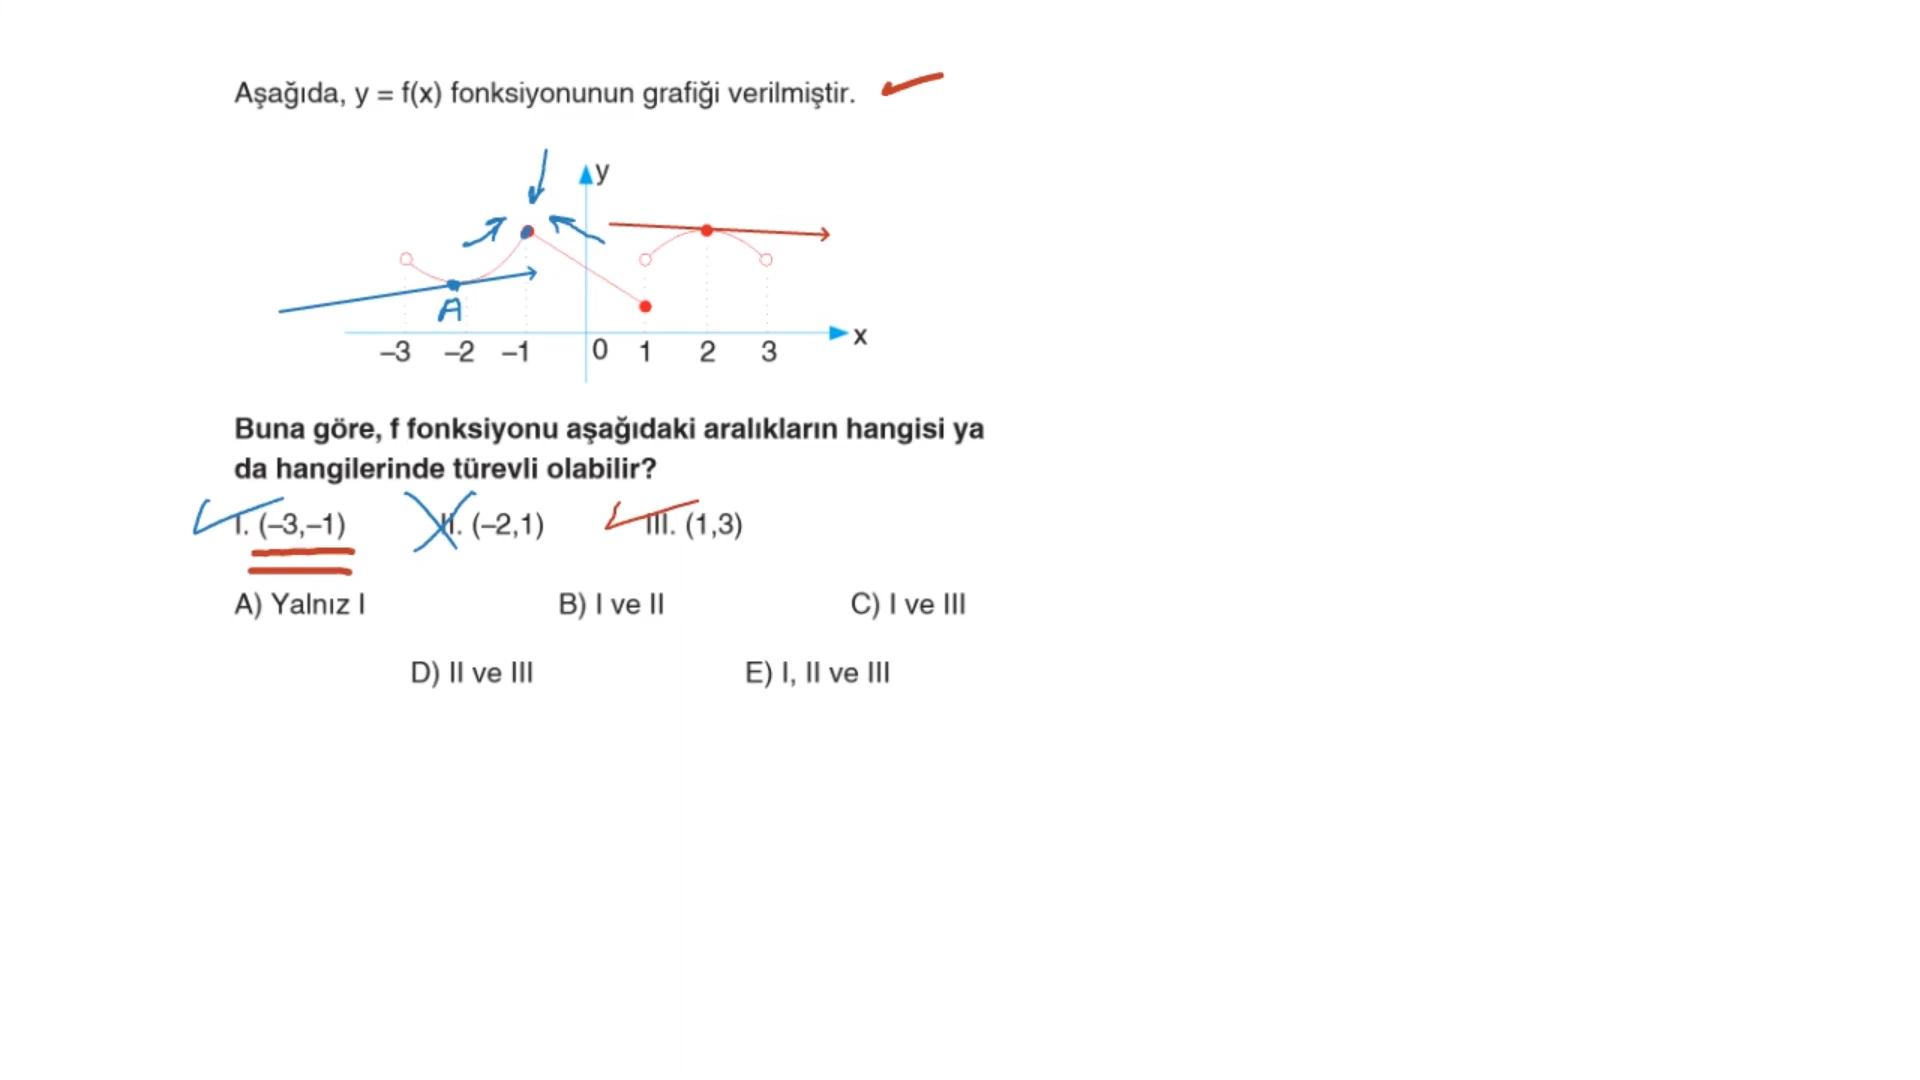 Aşağıda, y = f(x) fonksiyonunun grafiği verilmiştir.
y
A
x
–3 –2 –1 0 1 2 3
Buna göre, f fonksiyonu aşağıdaki aralıkların hangisi ya
da hangilerinde türevli olabilir?
I. (–3,–1) II. (–2,1) III. (1,3)
A) Yalnız I B) I ve II C) I ve III
D) II ve III E) I, II ve III